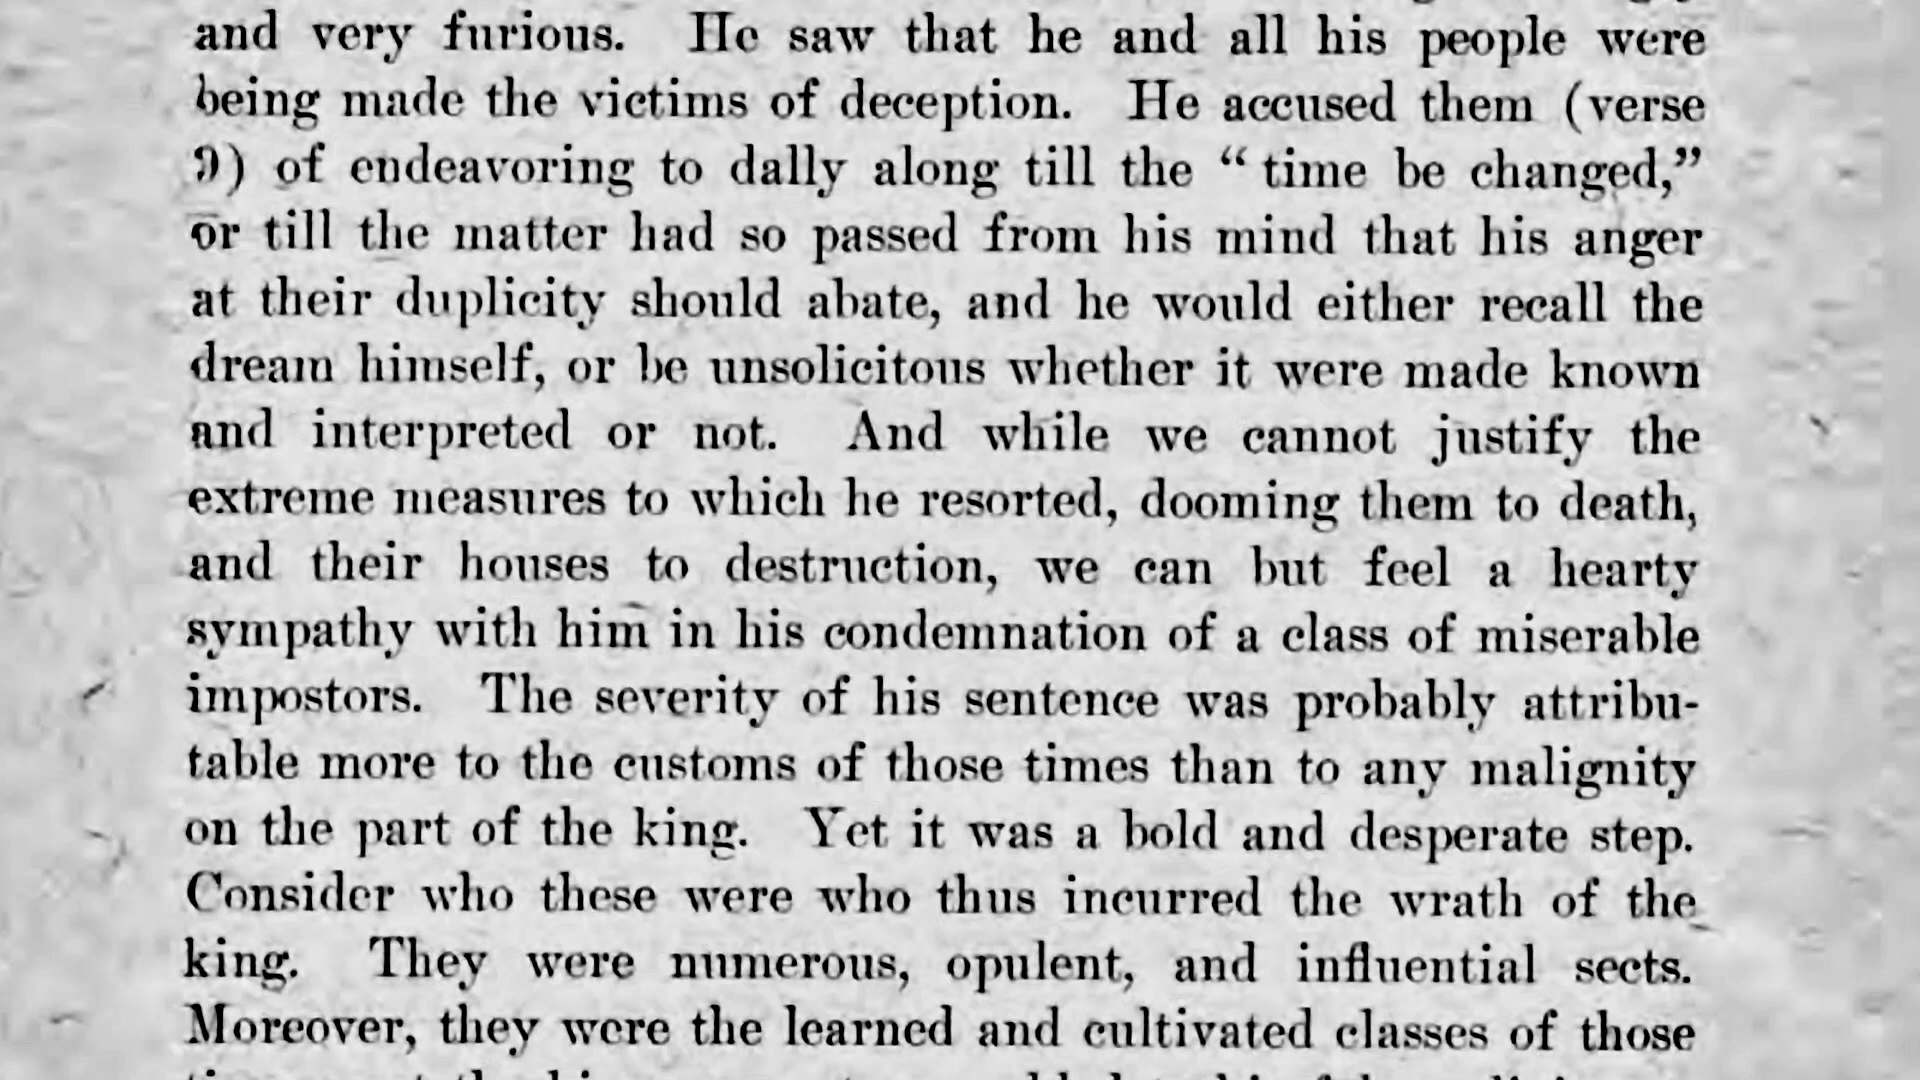 and very furious. He saw that he and all his people were
being made the victims of deception. He accused them (verse
9) of endeavoring to dally along till the “time be changed,”
or till the matter had so passed from his mind that his anger
at their duplicity should abate, and he would either recall the
dream himself, or be unsolicitous whether it were made known
and interpreted or not. And while we cannot justify the
extreme measures to which he resorted, dooming them to death,
and their houses to destruction, we can but feel a hearty
sympathy with him in his condemnation of a class of miserable
impostors. The severity of his sentence was probably attribu-
table more to the customs of those times than to any malignity
on the part of the king. Yet it was a bold and desperate step.
Consider who these were who thus incurred the wrath of the
king. They were numerous, opulent, and influential sects.
Moreover, they were the learned and cultivated classes of those